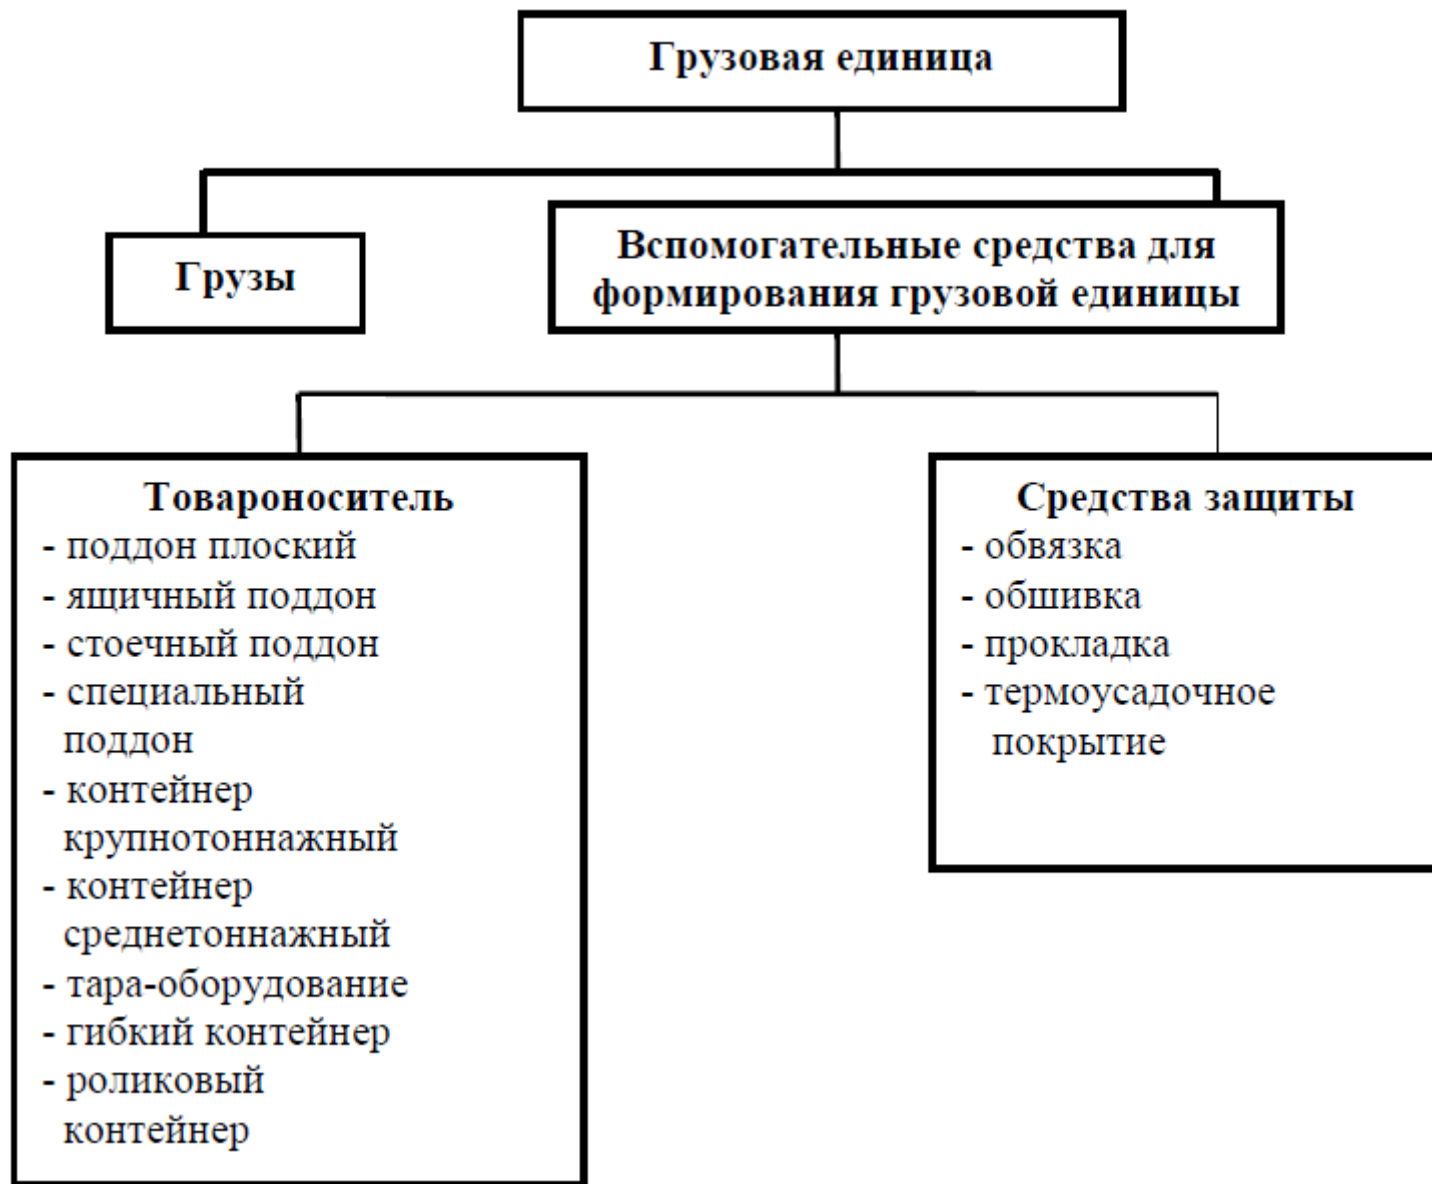 Грузовая единица
Грузы
Вспомогательные средства для
формирования грузовой единицы
Товароноситель
- поддон плоский
- ящичный поддон
- стоечный поддон
- специальный
поддон
- контейнер
крупнотоннажный
- контейнер
среднетоннажный
- тара-оборудование
- гибкий контейнер
- роликовый
контейнер
Средства защиты
- обвязка
- обшивка
- прокладка
- термоусадочное
покрытие